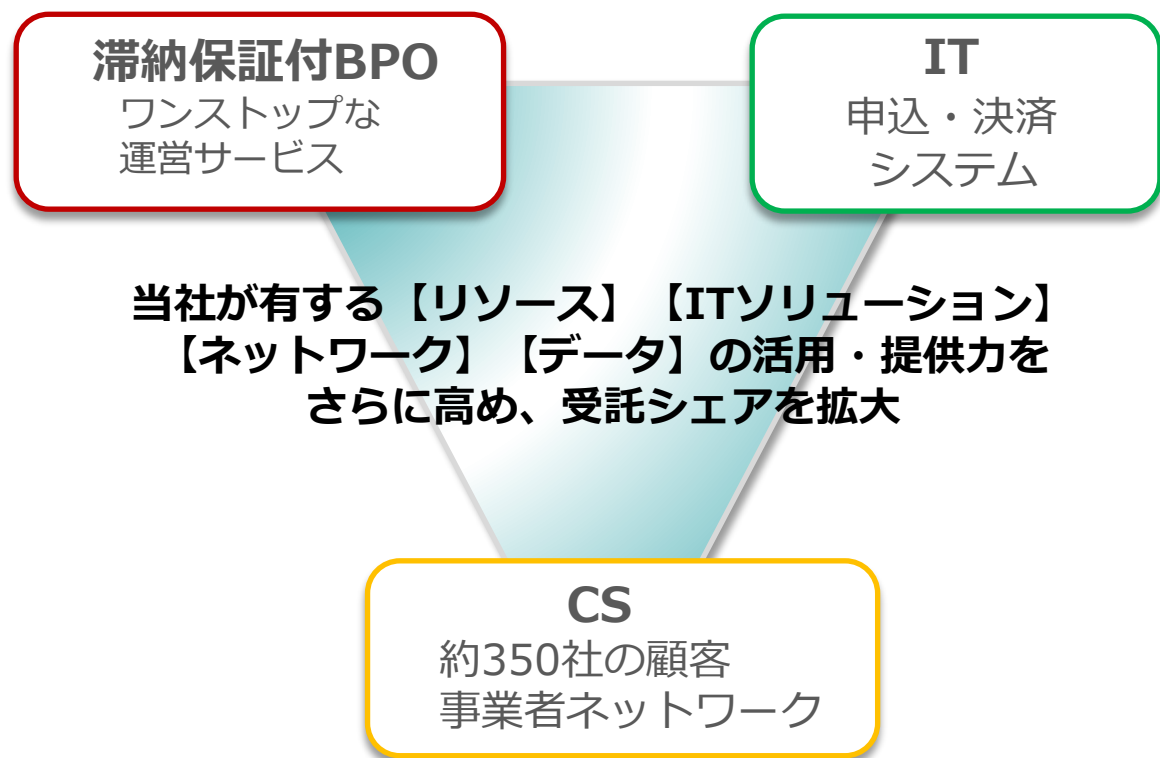 滞納保証付BPO
ワンストップな
運営サービス
IT
申込・決済
システム
当社が有する【リソース】【ITソリューション】
【ネットワーク】【データ】の活用・提供力を
さらに高め、受託シェアを拡大
CS
約350社の顧客
事業者ネットワーク